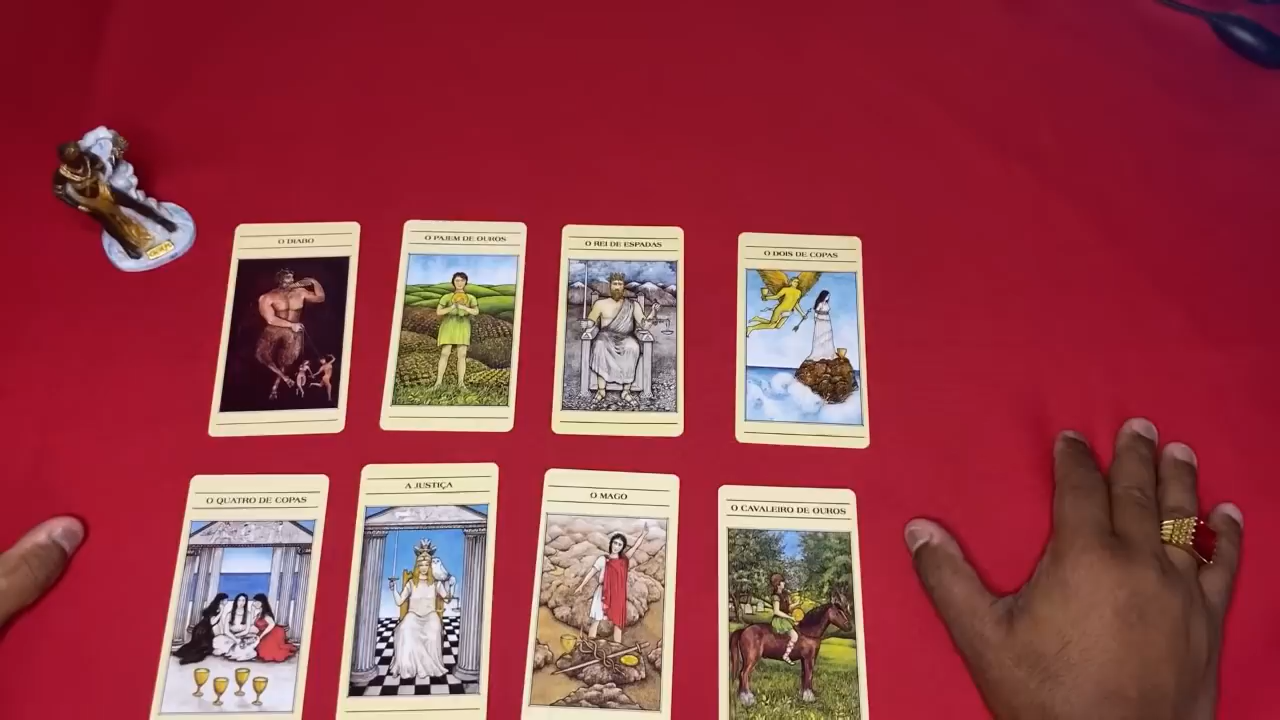 O DIABO
O PAJEM DE OUROS
O REI DE ESPADAS
O DOIS DE COPAS
O QUATRO DE COPAS
A JUSTIÇA
O MAGO
O CAVALEIRO DE OUROS